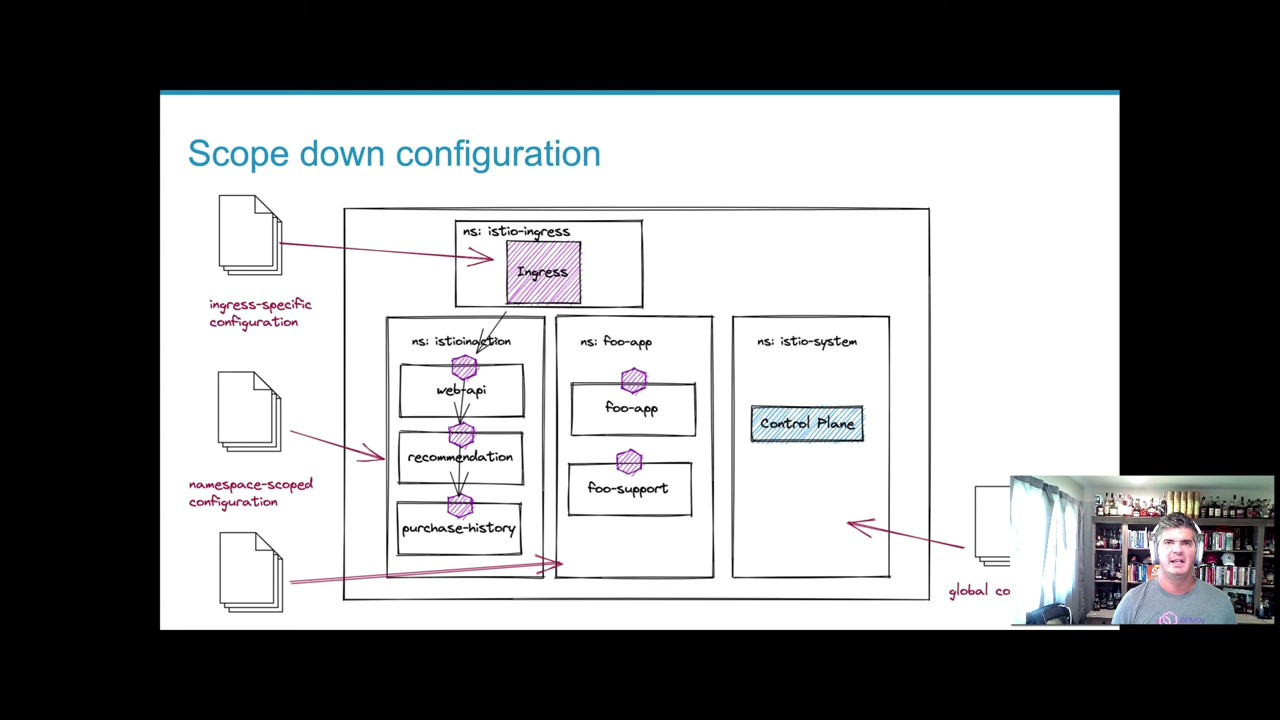 Scope down configuration
ns: istio-ingress
Ingress
ingress-specific
configuration
ns: istioinaction
web-api
recommendation
purchase-history
ns: foo-app
foo-app
foo-support
ns: istio-system
Control Plane
namespace-scoped
configuration
global co
envoy